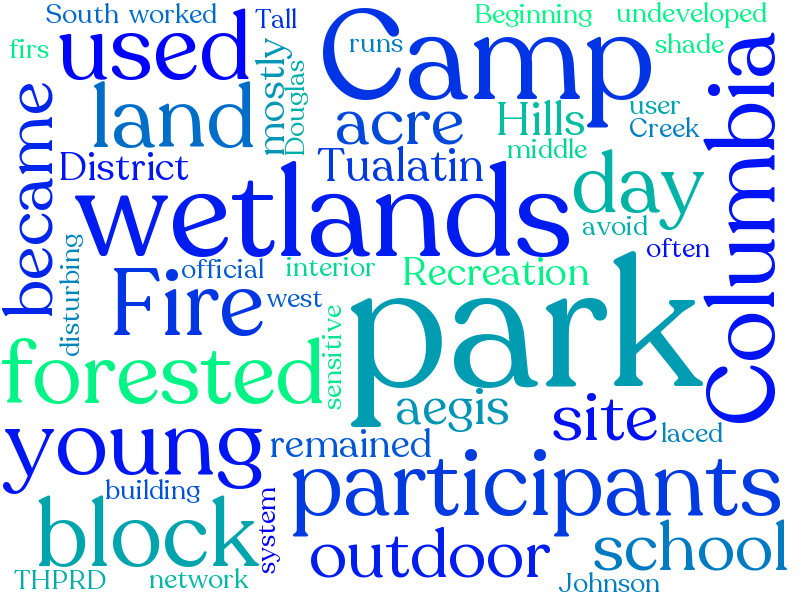 South worked
Tall
Beginning
undeveloped
firs
used
mostly
Douglas
runs
Camp
shade
Columbia
became
land
acre
Hills
user
Creek
District
Tualatin
middle
wetlands
day
avoid
often
disturbing
official
interior
Recreation
Fire
west
park
sensitive
forested
aegis
site
laced
young
remained
building
participants
block
system
outdoor
school
THPRD
network
Johnson